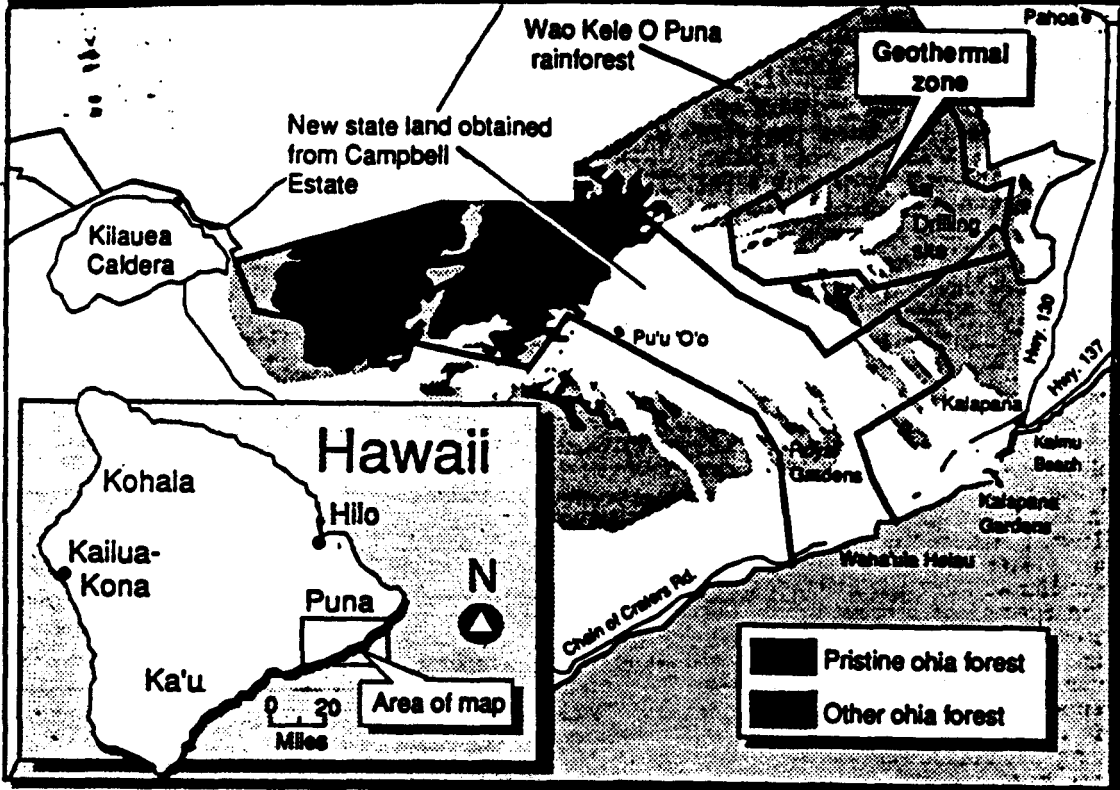 Wao Kele O Puna
rainforest
Pahoa
Geothermal
zone
New state land obtained
from Campbell
Estate
Kilauea
Caldera
Drilling
site
Pu'u 'O'o
Hwy. 130
Hwy. 137
Kalapana
Kaimu
Beach
Royal
Gardens
Kalapana
Gardens
Waha'ula Heiau
Chain of Craters Rd.
Hawaii
Kohala
Hilo
Kailua-
Kona
N
Puna
Ka'u
0 20
Miles
Area of map
Pristine ohia forest
Other ohia forest